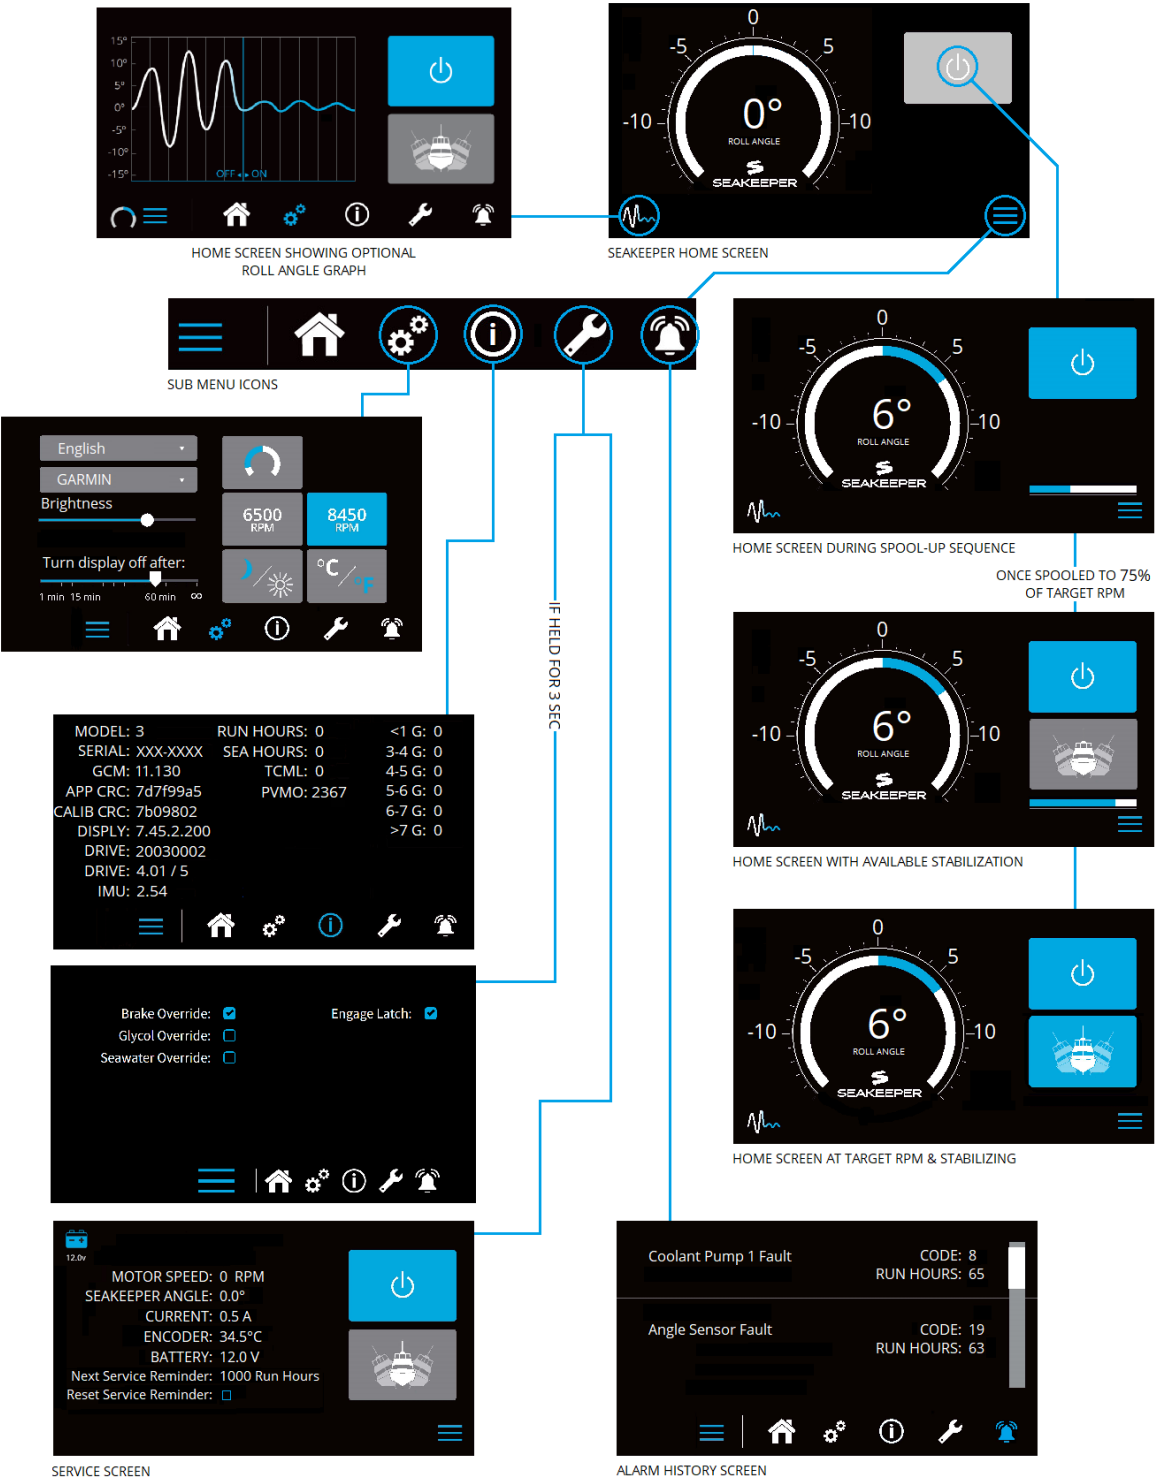 15°
10°
5°
0°
-5°
-10°
-15°
OFF ON
HOME SCREEN SHOWING OPTIONAL
ROLL ANGLE GRAPH
0
-5
5
-10
-10
0°
ROLL ANGLE
SEAKEEPER
SEAKEEPER HOME SCREEN
SUB MENU ICONS
English
GARMIN
Brightness
Turn display off after:
1 min 15 min 60 min ∞
6500
RPM
8450
RPM
°C/°F
0
-5
5
-10
-10
6°
ROLL ANGLE
SEAKEEPER
HOME SCREEN DURING SPOOL-UP SEQUENCE
ONCE SPOOLED TO 75%
OF TARGET RPM
IF HELD FOR 3 SEC
0
-5
5
-10
-10
6°
ROLL ANGLE
SEAKEEPER
HOME SCREEN WITH AVAILABLE STABILIZATION
MODEL: 3 RUN HOURS: 0 <1 G: 0
SERIAL: XXX-XXXX SEA HOURS: 0 3-4 G: 0
GCM: 11.130 TCML: 0 4-5 G: 0
APP CRC: 7d7f99a5 PVMO: 2367 5-6 G: 0
CALIB CRC: 7b09802 6-7 G: 0
DISPLY: 7.45.2.200 >7 G: 0
DRIVE: 20030002
DRIVE: 4.01 / 5
IMU: 2.54
0
-5
5
-10
-10
6°
ROLL ANGLE
SEAKEEPER
HOME SCREEN AT TARGET RPM & STABILIZING
Brake Override: Engage Latch:
Glycol Override:
Seawater Override:
12.0v
MOTOR SPEED: 0 RPM
SEAKEEPER ANGLE: 0.0°
CURRENT: 0.5 A
ENCODER: 34.5°C
BATTERY: 12.0 V
Next Service Reminder: 1000 Run Hours
Reset Service Reminder:
SERVICE SCREEN
Coolant Pump 1 Fault CODE: 8
RUN HOURS: 65
Angle Sensor Fault CODE: 19
RUN HOURS: 63
ALARM HISTORY SCREEN